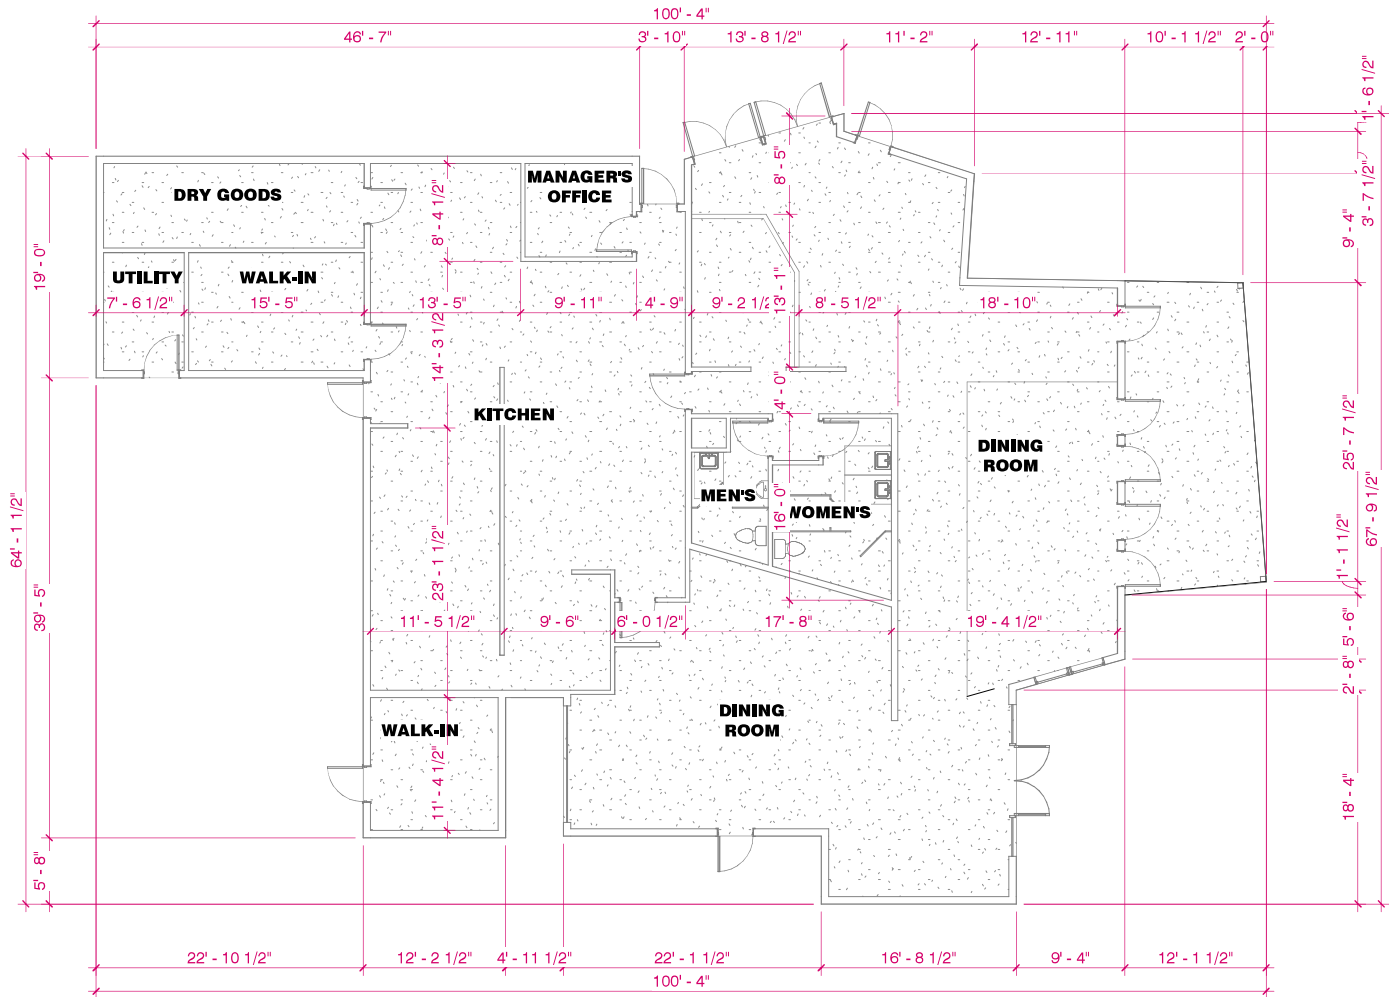 100' - 4"
46' - 7"
3' - 10"
13' - 8 1/2"
11' - 2"
12' - 11"
10' - 1 1/2"
2' - 0"
1' - 6 1/2"
3' - 7 1/2"
9' - 4"
25' - 7 1/2"
67' - 9 1/2"
1' - 1 1/2"
5' - 6"
2' - 8"
18' - 4"
64' - 1 1/2"
19' - 0"
39' - 5"
5' - 8"
DRY GOODS
MANAGER'S
OFFICE
8' - 4 1/2"
8' - 5"
UTILITY
WALK-IN
7' - 6 1/2"
15' - 5"
13' - 5"
9' - 11"
4' - 9"
9' - 2 1/2
13' - 1"
8' - 5 1/2"
18' - 10"
14' - 3 1/2"
4' - 0"
KITCHEN
DINING
ROOM
MEN'S
WOMEN'S
16' - 0"
23' - 1 1/2"
11' - 5 1/2"
9' - 6"
6' - 0 1/2"
17' - 8"
19' - 4 1/2"
WALK-IN
DINING
ROOM
11' - 4 1/2"
22' - 10 1/2"
12' - 2 1/2"
4' - 11 1/2"
22' - 1 1/2"
16' - 8 1/2"
9' - 4"
12' - 1 1/2"
100' - 4"